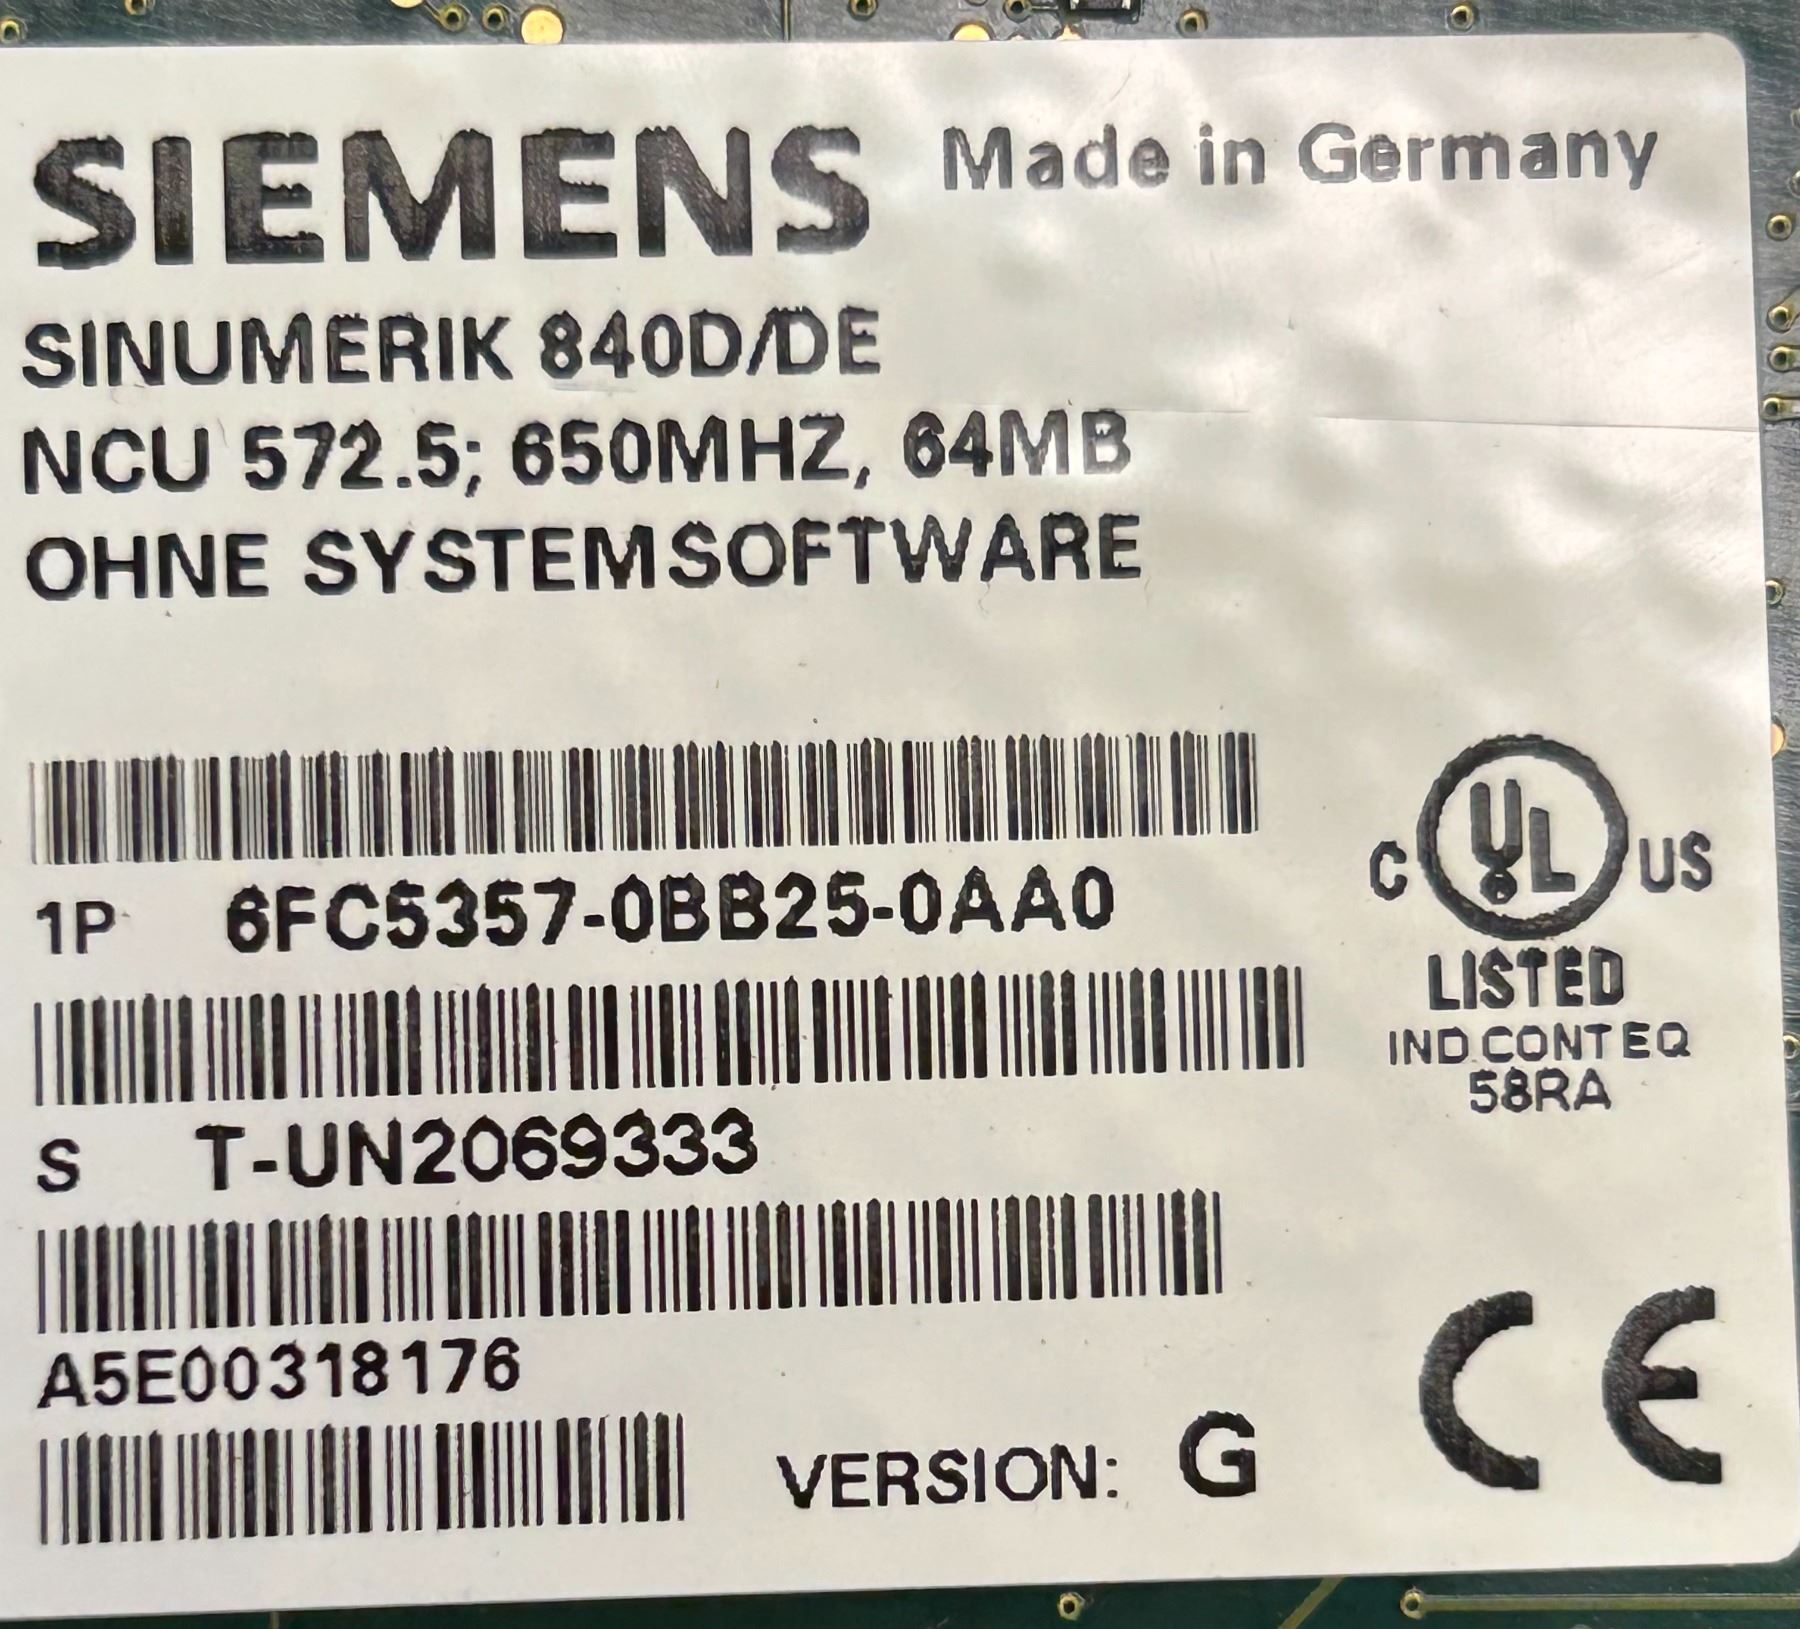 SIEMENS Made in Germany
SINUMERIK 840D/DE
NCU 572.5; 650MHZ, 64MB
OHNE SYSTEMSOFTWARE
1P 6FC5357-0BB25-0AA0
C UL US
LISTED
IND.CONT EQ
58RA
S T-UN2069333
A5E00318176
VERSION: G
CE